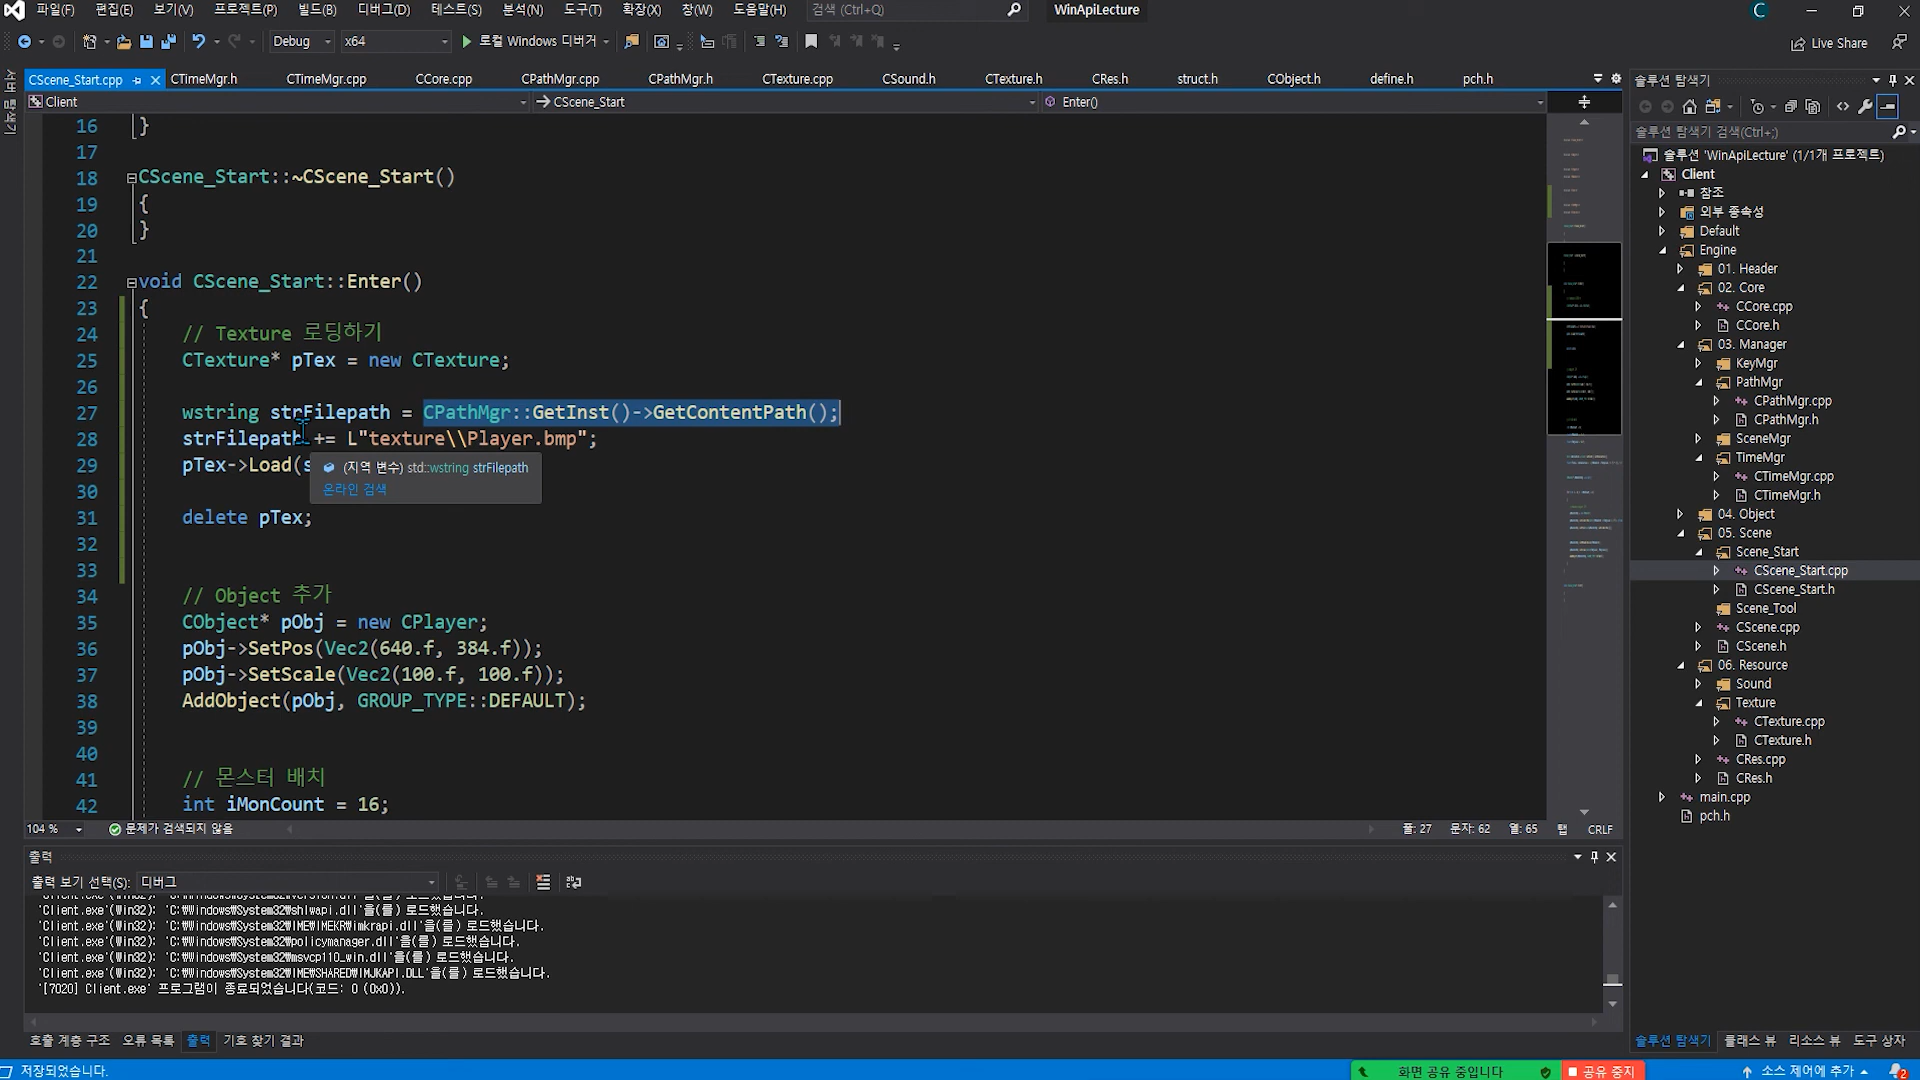 파일(F) 편집(E) 보기(V) 프로젝트(P) 빌드(B) 디버그(D) 테스트(S) 분석(N) 도구(T) 확장(X) 창(W) 도움말(H) 검색 (Ctrl+Q) WinApiLecture C
Debug x64 로컬 Windows 디버거 Live Share
CScene_Start.cpp CTimeMgr.h CTimeMgr.cpp CCore.cpp CPathMgr.cpp CPathMgr.h CTexture.cpp CSound.h CTexture.h CRes.h struct.h CObject.h define.h pch.h
Client CScene_Start Enter()
16 }
17
18 CScene_Start::~CScene_Start()
19 {
20 }
21
22 void CScene_Start::Enter()
23 {
24 // Texture 로딩하기
25 CTexture* pTex = new CTexture;
26
27 wstring strFilepath = CPathMgr::GetInst()->GetContentPath();
28 strFilepath += L"texture\\Player.bmp";
29 pTex->Load(s
(지역 변수) std::wstring strFilepath
온라인 검색
30
31 delete pTex;
32
33
34 // Object 추가
35 CObject* pObj = new CPlayer;
36 pObj->SetPos(Vec2(640.f, 384.f));
37 pObj->SetScale(Vec2(100.f, 100.f));
38 AddObject(pObj, GROUP_TYPE::DEFAULT);
39
40
41 // 몬스터 배치
42 int iMonCount = 16;
104 % 문제가 검색되지 않음 줄: 27 문자: 62 열: 65 탭 CRLF
출력
출력 보기 선택(S): 디버그
'Client.exe'(Win32): 'C:\Windows\System32\shlwapi.dll'을(를) 로드했습니다.
'Client.exe'(Win32): 'C:\Windows\System32\IME\IMEKR\imkrapi.dll'을(를) 로드했습니다.
'Client.exe'(Win32): 'C:\Windows\System32\policymanager.dll'을(를) 로드했습니다.
'Client.exe'(Win32): 'C:\Windows\System32\msvcp110_win.dll'을(를) 로드했습니다.
'Client.exe'(Win32): 'C:\Windows\System32\IME\SHARED\IMJKAPI.DLL'을(를) 로드했습니다.
'[7020] Client.exe' 프로그램이 종료되었습니다(코드: 0 (0x0)).
호출 계층 구조 오류 목록 출력 기호 찾기 결과
저장되었습니다.
화면 공유 중입니다 공유 중지 소스 제어에 추가 2
솔루션 탐색기
솔루션 탐색기 검색(Ctrl+;)
솔루션 'WinApiLecture' (1/1개 프로젝트)
Client
참조
외부 종속성
Default
Engine
01. Header
02. Core
CCore.cpp
CCore.h
03. Manager
KeyMgr
PathMgr
CPathMgr.cpp
CPathMgr.h
SceneMgr
TimeMgr
CTimeMgr.cpp
CTimeMgr.h
04. Object
05. Scene
Scene_Start
CScene_Start.cpp
CScene_Start.h
Scene_Tool
CScene.cpp
CScene.h
06. Resource
Sound
Texture
CTexture.cpp
CTexture.h
CRes.cpp
CRes.h
main.cpp
pch.h
솔루션 탐색기 클래스 뷰 리소스 뷰 도구 상자